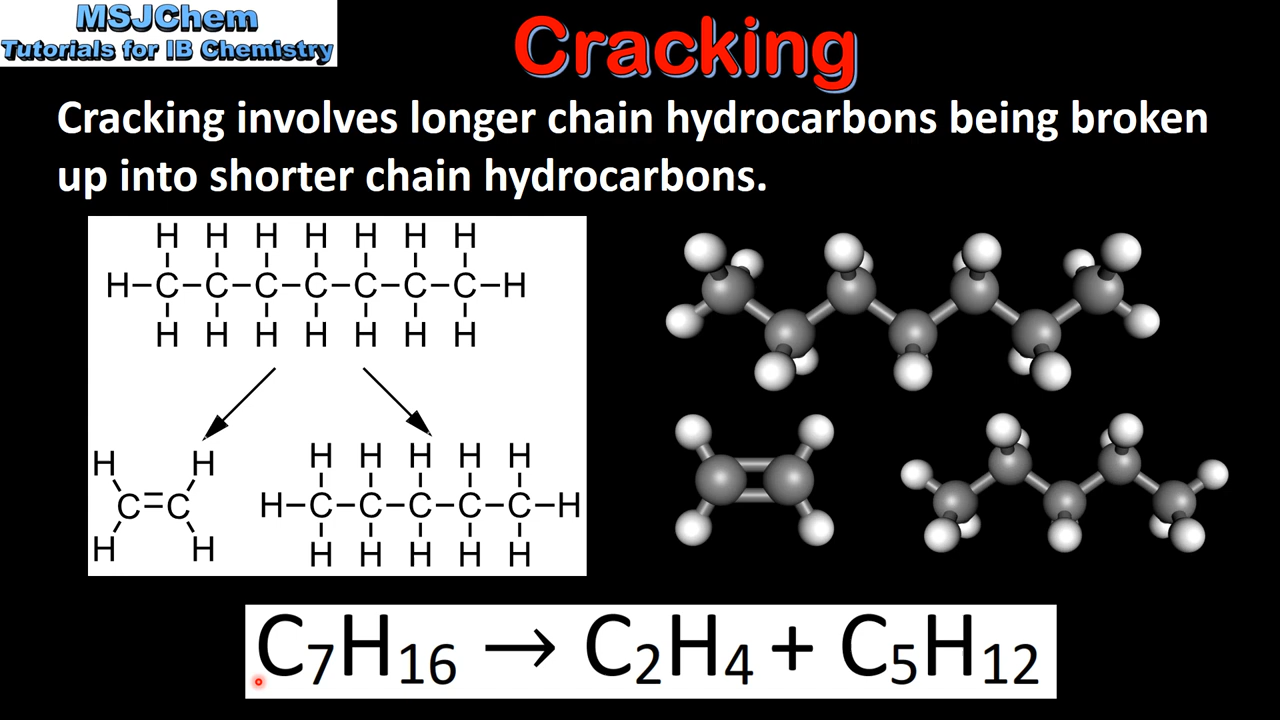 MSJChem
Tutorials for IB Chemistry
Cracking
Cracking involves longer chain hydrocarbons being broken
up into shorter chain hydrocarbons.
H H H H H H H
H–C–C–C–C–C–C–C–H
H H H H H H H
H H
C=C
H H
H H H H H
H–C–C–C–C–C–H
H H H H H
C₇H₁₆ → C₂H₄ + C₅H₁₂